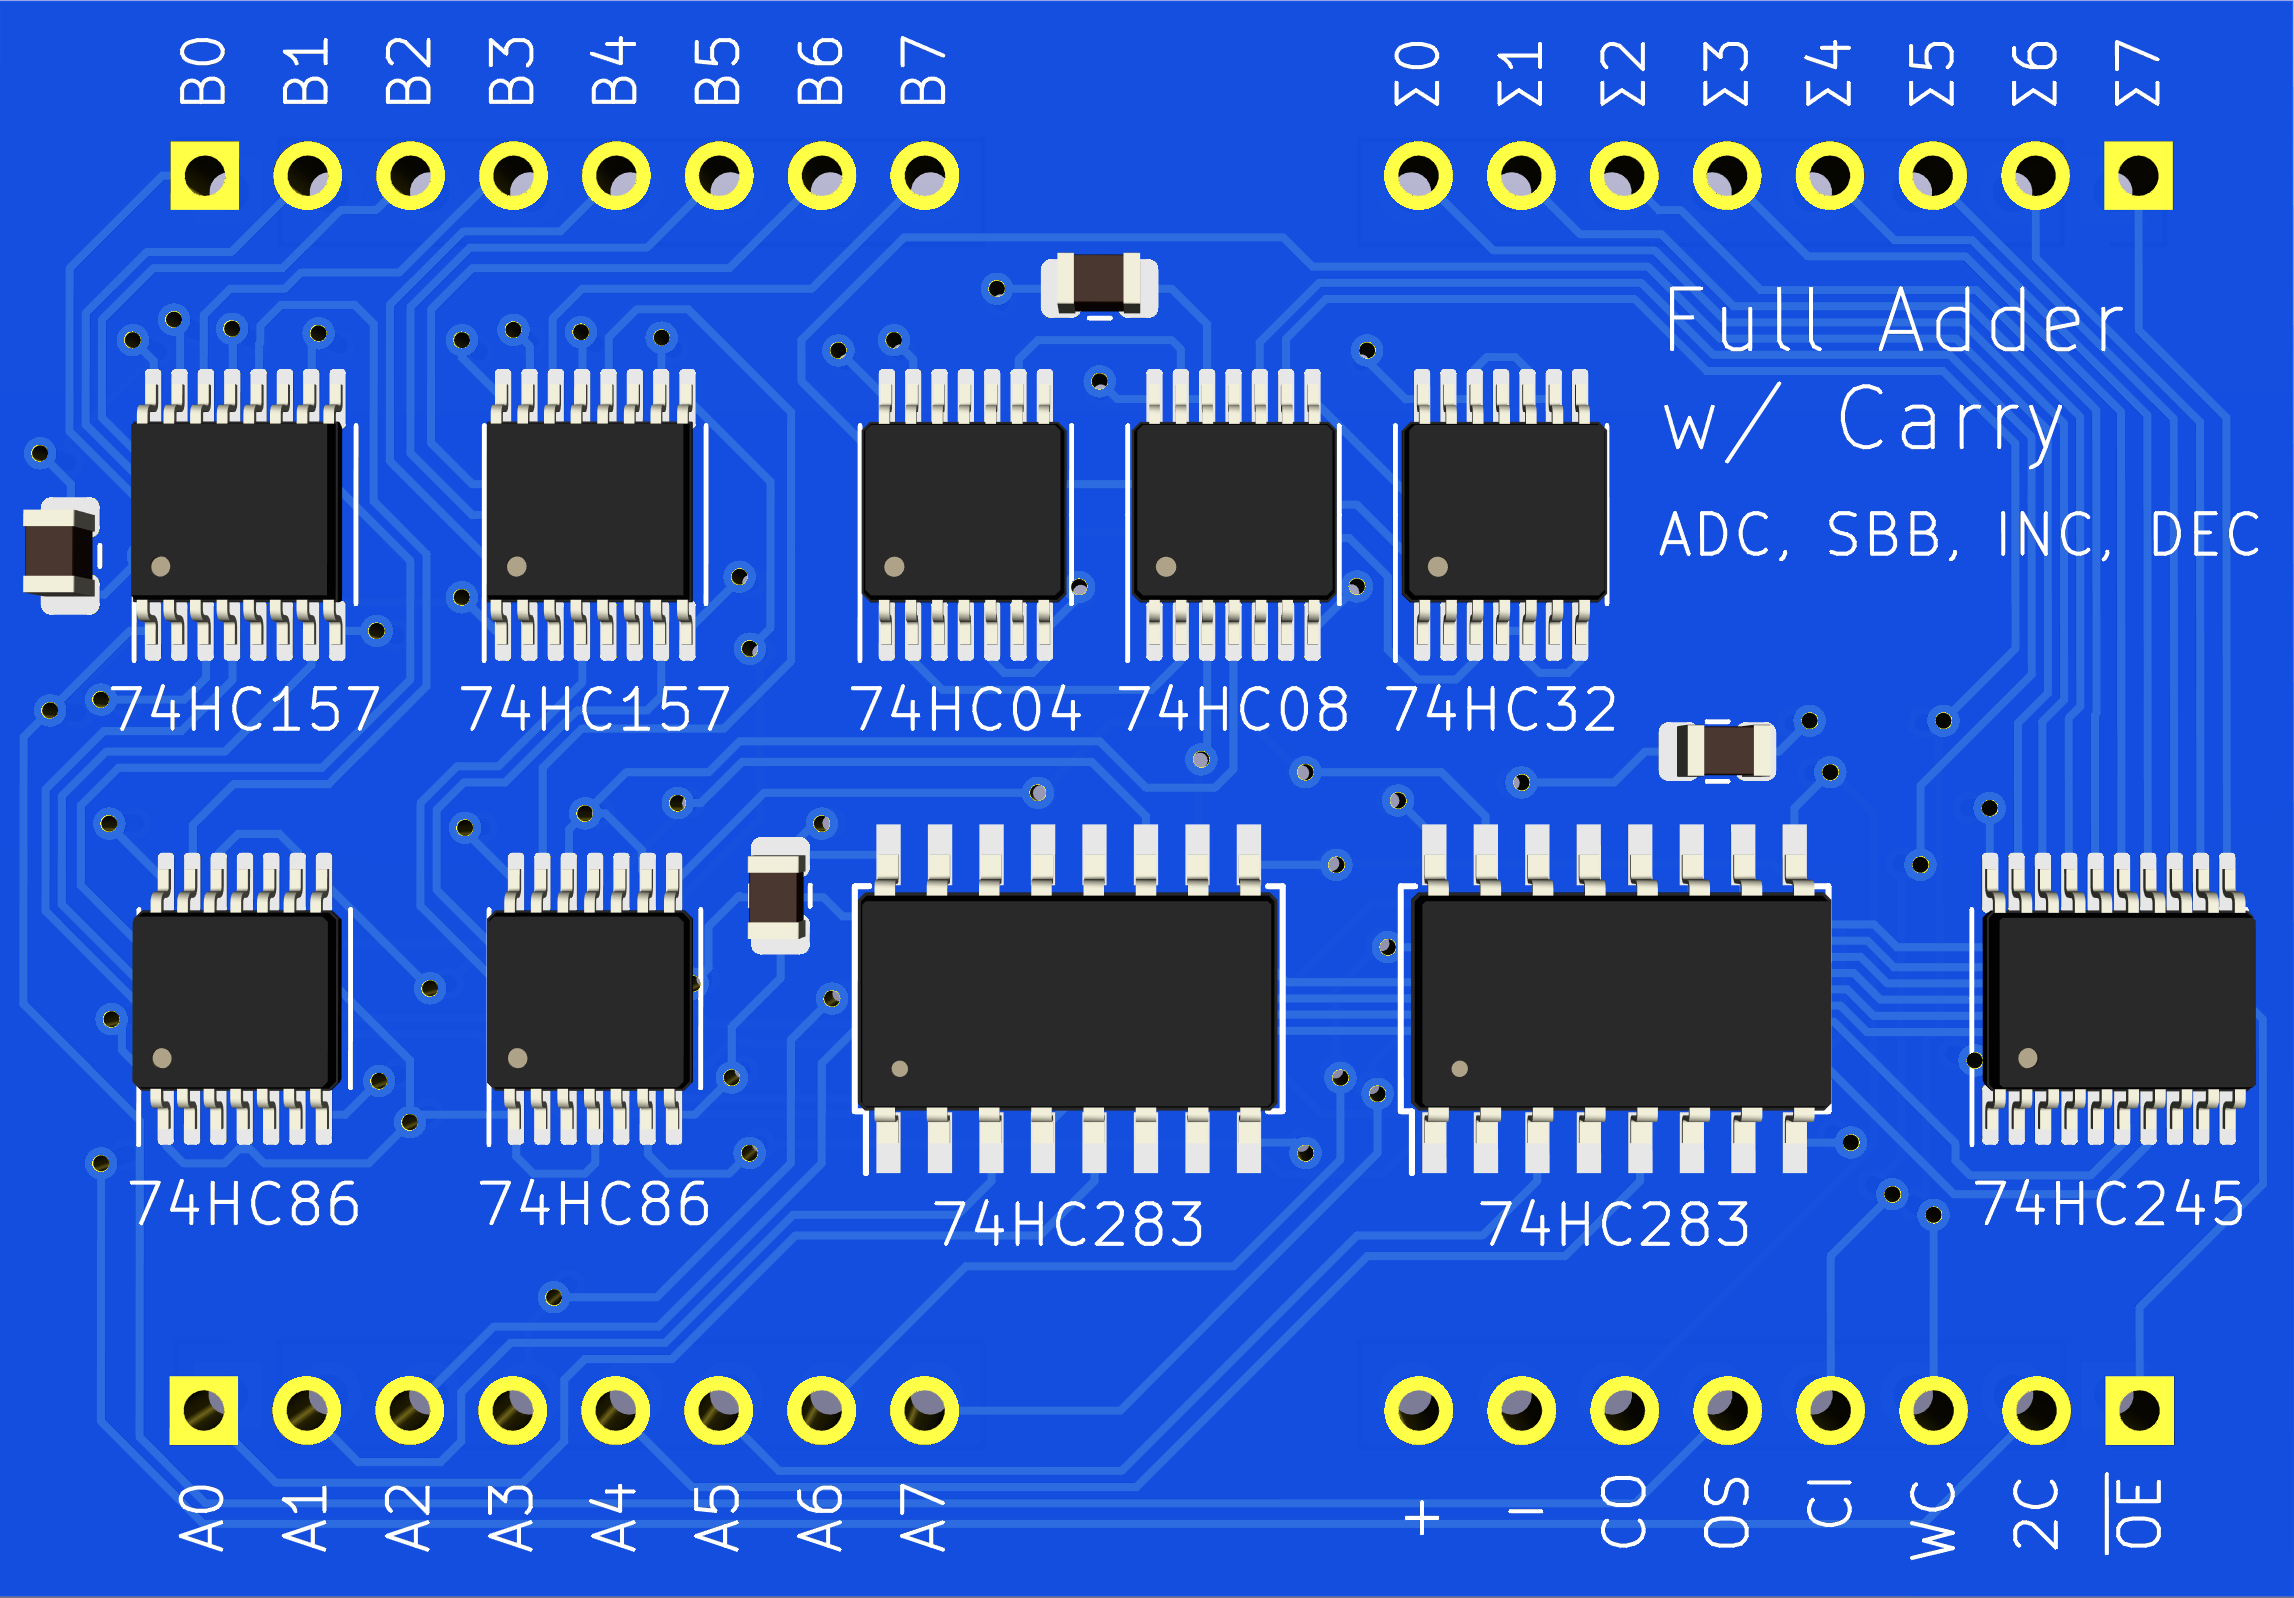 B0 B1 B2 B3 B4 B5 B6 B7 Σ0 Σ1 Σ2 Σ3 Σ4 Σ5 Σ6 Σ7
Full Adder
w/ Carry
ADC, SBB, INC, DEC
74HC157 74HC157 74HC04 74HC08 74HC32
74HC86 74HC86 74HC283 74HC283 74HC245
A0 A1 A2 A3 A4 A5 A6 A7 + − CO OS CI WC 2C O̅E̅